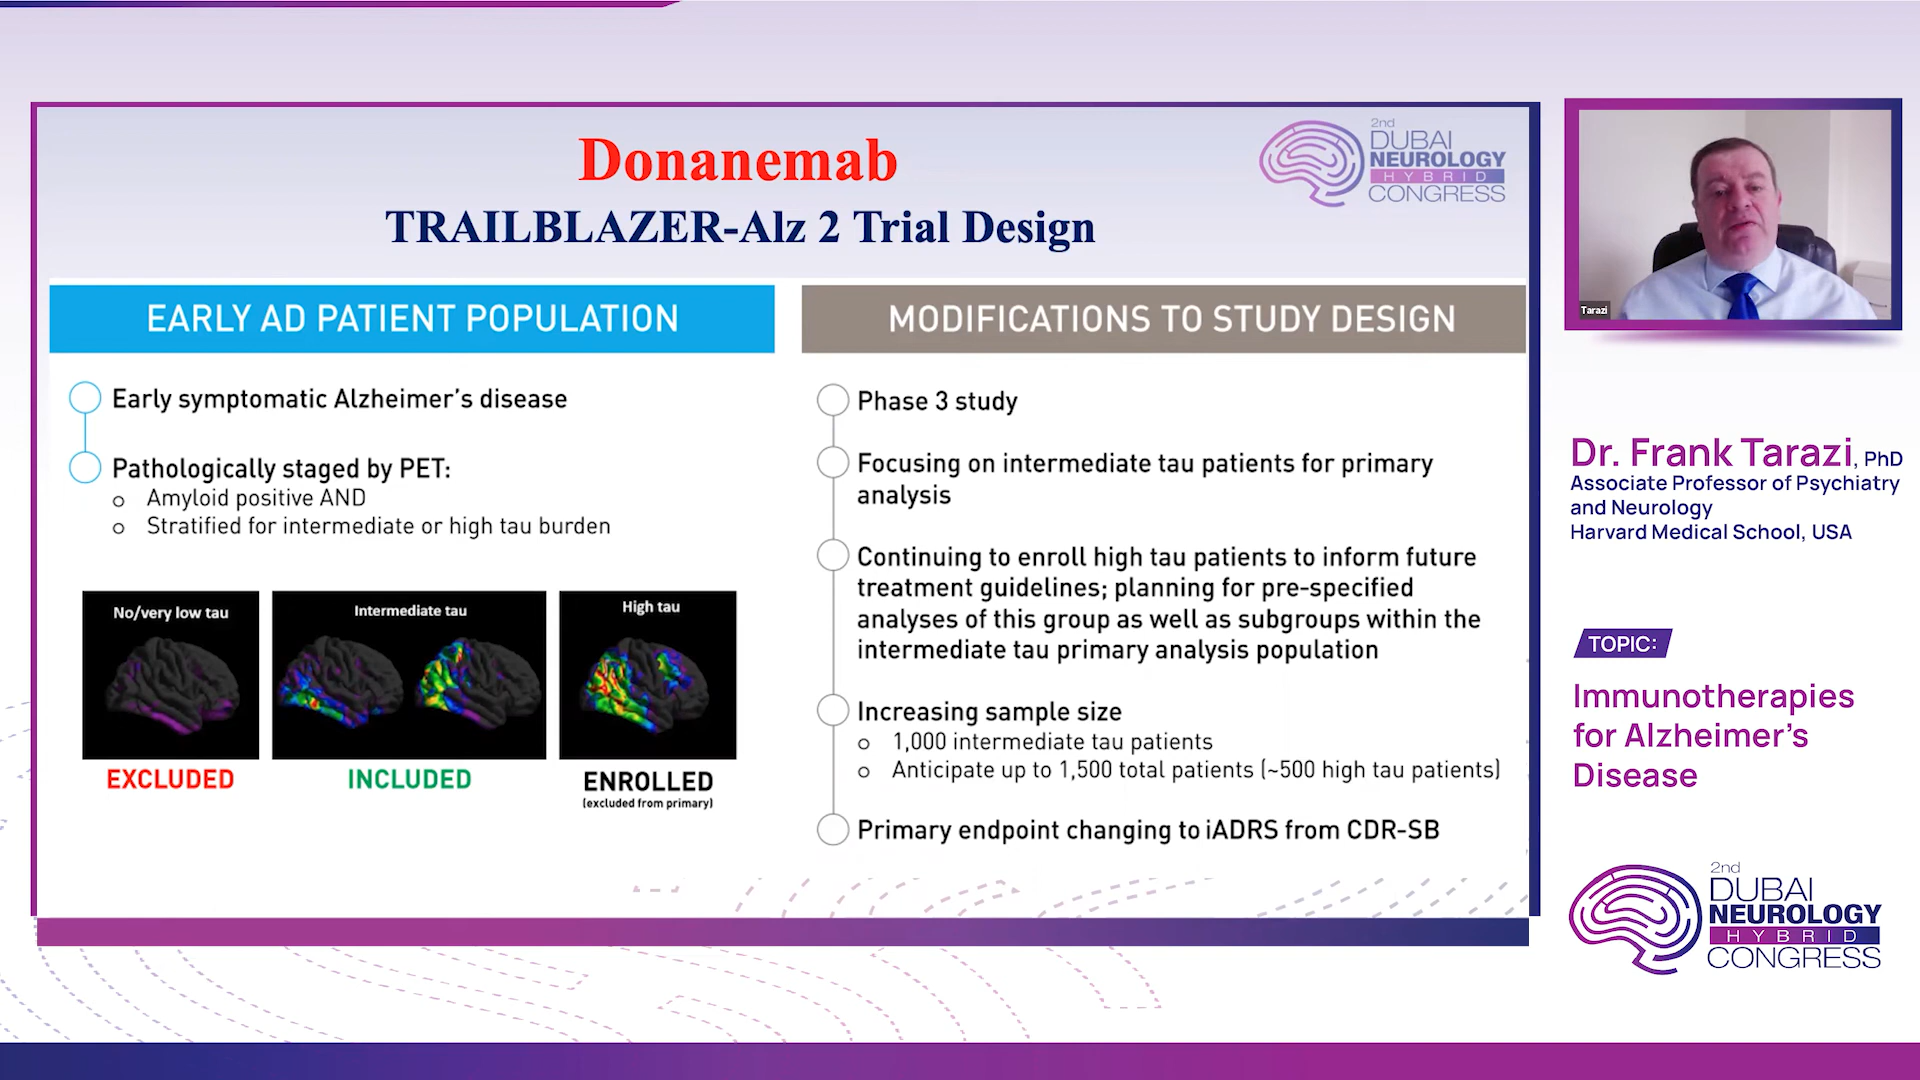 Donanemab
TRAILBLAZER-Alz 2 Trial Design
2nd
DUBAI
NEUROLOGY
HYBRID
CONGRESS
EARLY AD PATIENT POPULATION
Early symptomatic Alzheimer's disease
Pathologically staged by PET:
o Amyloid positive AND
o Stratified for intermediate or high tau burden
No/very low tau
Intermediate tau
High tau
EXCLUDED
INCLUDED
ENROLLED
(excluded from primary)
MODIFICATIONS TO STUDY DESIGN
Phase 3 study
Focusing on intermediate tau patients for primary
analysis
Continuing to enroll high tau patients to inform future
treatment guidelines; planning for pre-specified
analyses of this group as well as subgroups within the
intermediate tau primary analysis population
Increasing sample size
o 1,000 intermediate tau patients
o Anticipate up to 1,500 total patients (~500 high tau patients)
Primary endpoint changing to iADRS from CDR-SB
Tarazi
Dr. Frank Tarazi, PhD
Associate Professor of Psychiatry
and Neurology
Harvard Medical School, USA
TOPIC:
Immunotherapies
for Alzheimer's
Disease
2nd
DUBAI
NEUROLOGY
HYBRID
CONGRESS